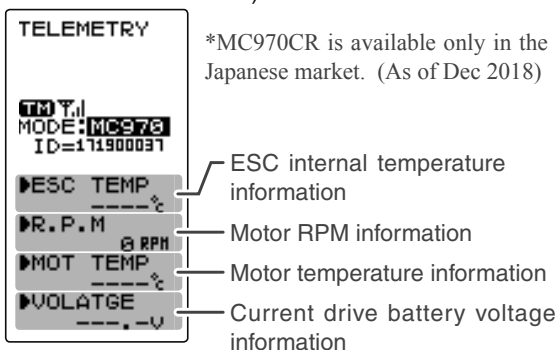 TELEMETRY
*MC970CR is available only in the
Japanese market. (As of Dec 2018)
TM
MODE:MC970
ID=171900037
▶ESC TEMP
----℃
▶R.P.M
0 RPM
▶MOT TEMP
----℃
▶VOLATGE
---.-V
ESC internal temperature
information
Motor RPM information
Motor temperature information
Current drive battery voltage
information